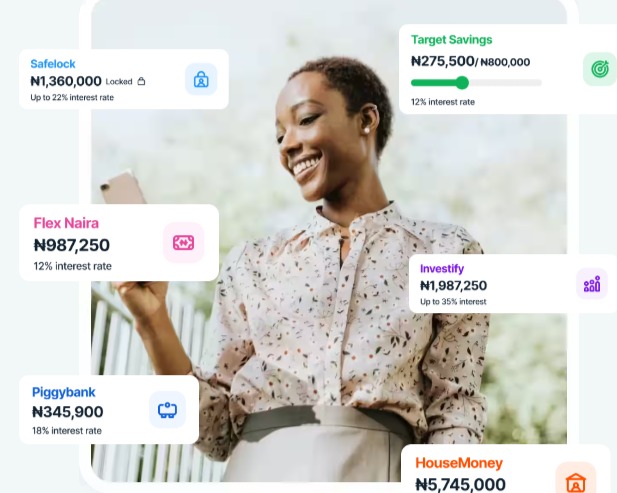 Safelock
₦1,360,000 Locked
Up to 22% interest rate
Target Savings
₦275,500/ ₦800,000
12% interest rate
Flex Naira
₦987,250
12% interest rate
Investify
₦1,987,250
Up to 35% interest
Piggybank
₦345,900
18% interest rate
HouseMoney
₦5,745,000